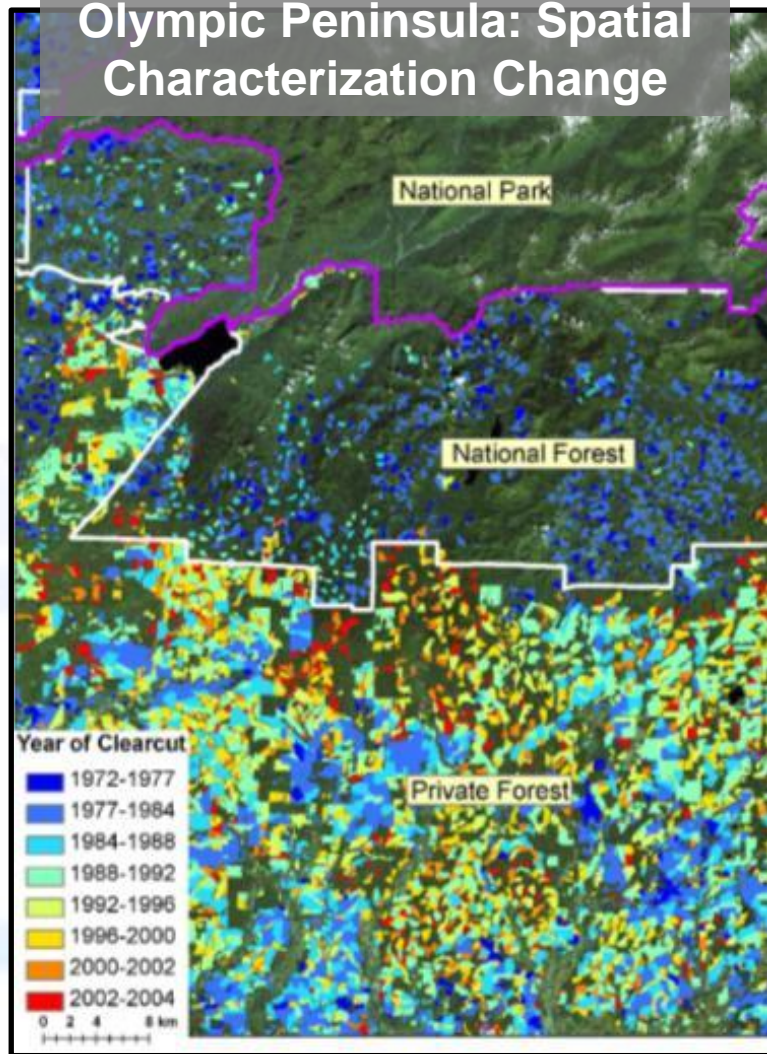 Olympic Peninsula: Spatial
Characterization Change
National Park
National Forest
Private Forest
Year of Clearcut
1972-1977
1977-1984
1984-1988
1988-1992
1992-1996
1996-2000
2000-2002
2002-2004
0 2 4 8 km